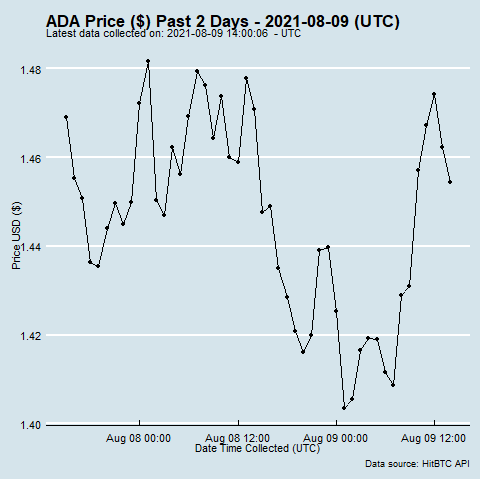 ADA Price ($) Past 2 Days - 2021-08-09 (UTC)
Latest data collected on: 2021-08-09 14:00:06 - UTC
1.48
1.46
1.44
1.42
1.40
Price USD ($)
Aug 08 00:00 Aug 08 12:00 Aug 09 00:00 Aug 09 12:00
Date Time Collected (UTC)
Data source: HitBTC API